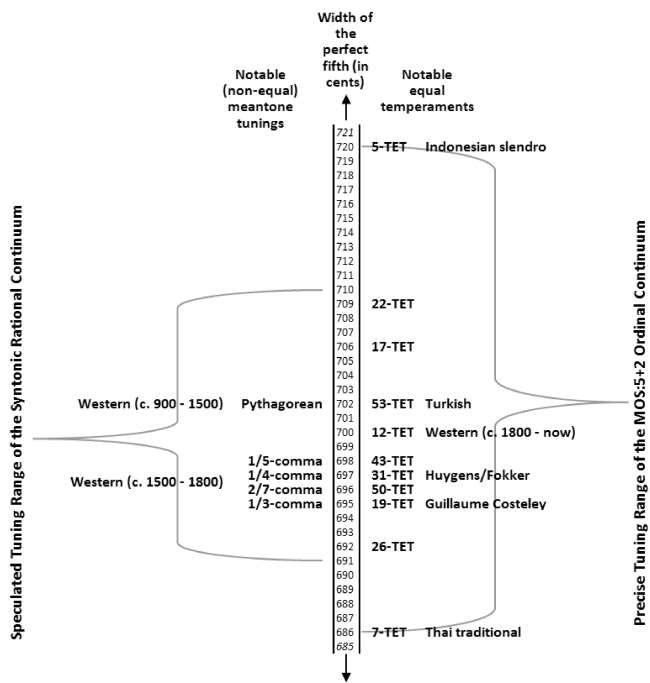 Width of
the
perfect
fifth (in
cents)
Notable
(non-equal)
meantone
tunings
Notable
equal
temperaments
721
720 5-TET Indonesian slendro
719
718
717
716
715
714
713
712
711
710
709 22-TET
708
707
706 17-TET
705
704
703
Western (c. 900 - 1500) Pythagorean 702 53-TET Turkish
701
700 12-TET Western (c. 1800 - now)
699
1/5-comma 698 43-TET
Western (c. 1500 - 1800) 1/4-comma 697 31-TET Huygens/Fokker
2/7-comma 696 50-TET
1/3-comma 695 19-TET Guillaume Costeley
694
693
692 26-TET
691
690
689
688
687
686 7-TET Thai traditional
685
Speculated Tuning Range of the Syntonic Rational Continuum
Precise Tuning Range of the MOS:5+2 Ordinal Continuum